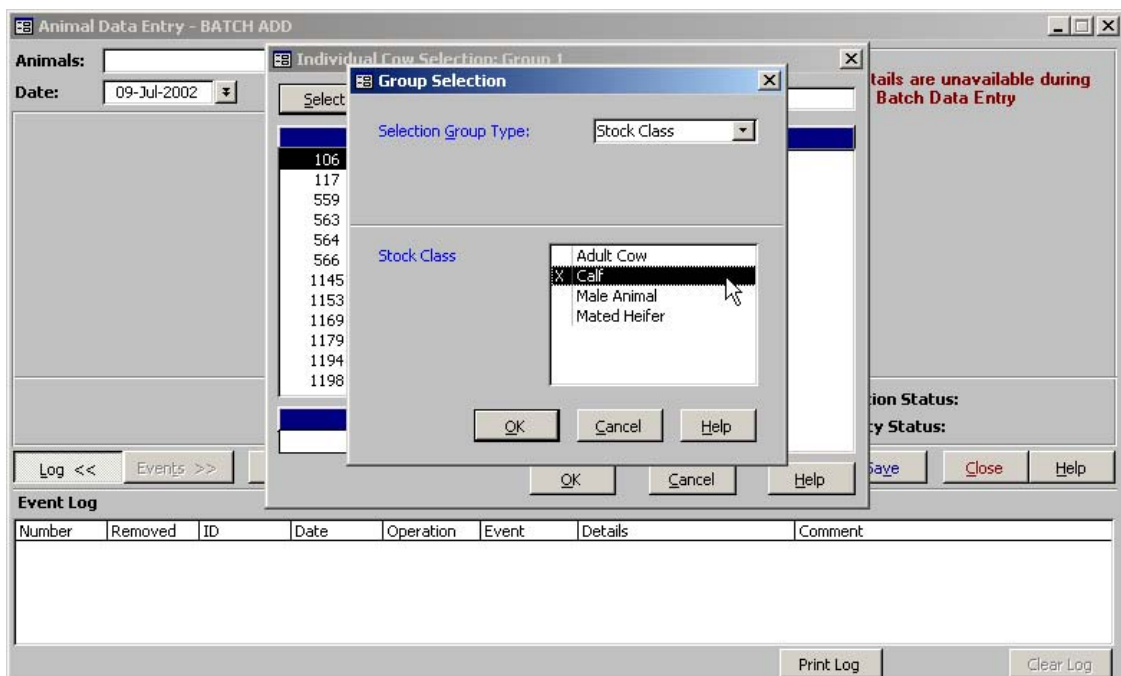 Animal Data Entry - BATCH ADD
Animals:
Date: 09-Jul-2002
Individual Cow Selection: Group 1
Select
Group Selection
Selection Group Type: Stock Class
106
117
559
563
564
566
1145
1153
1169
1179
1194
1198
Stock Class
Adult Cow
X Calf
Male Animal
Mated Heifer
OK Cancel Help
OK Cancel Help
are unavailable during
Batch Data Entry
Status:
Status:
Log << Events >>
Save Close Help
Event Log
Number Removed ID Date Operation Event Details Comment
Print Log Clear Log